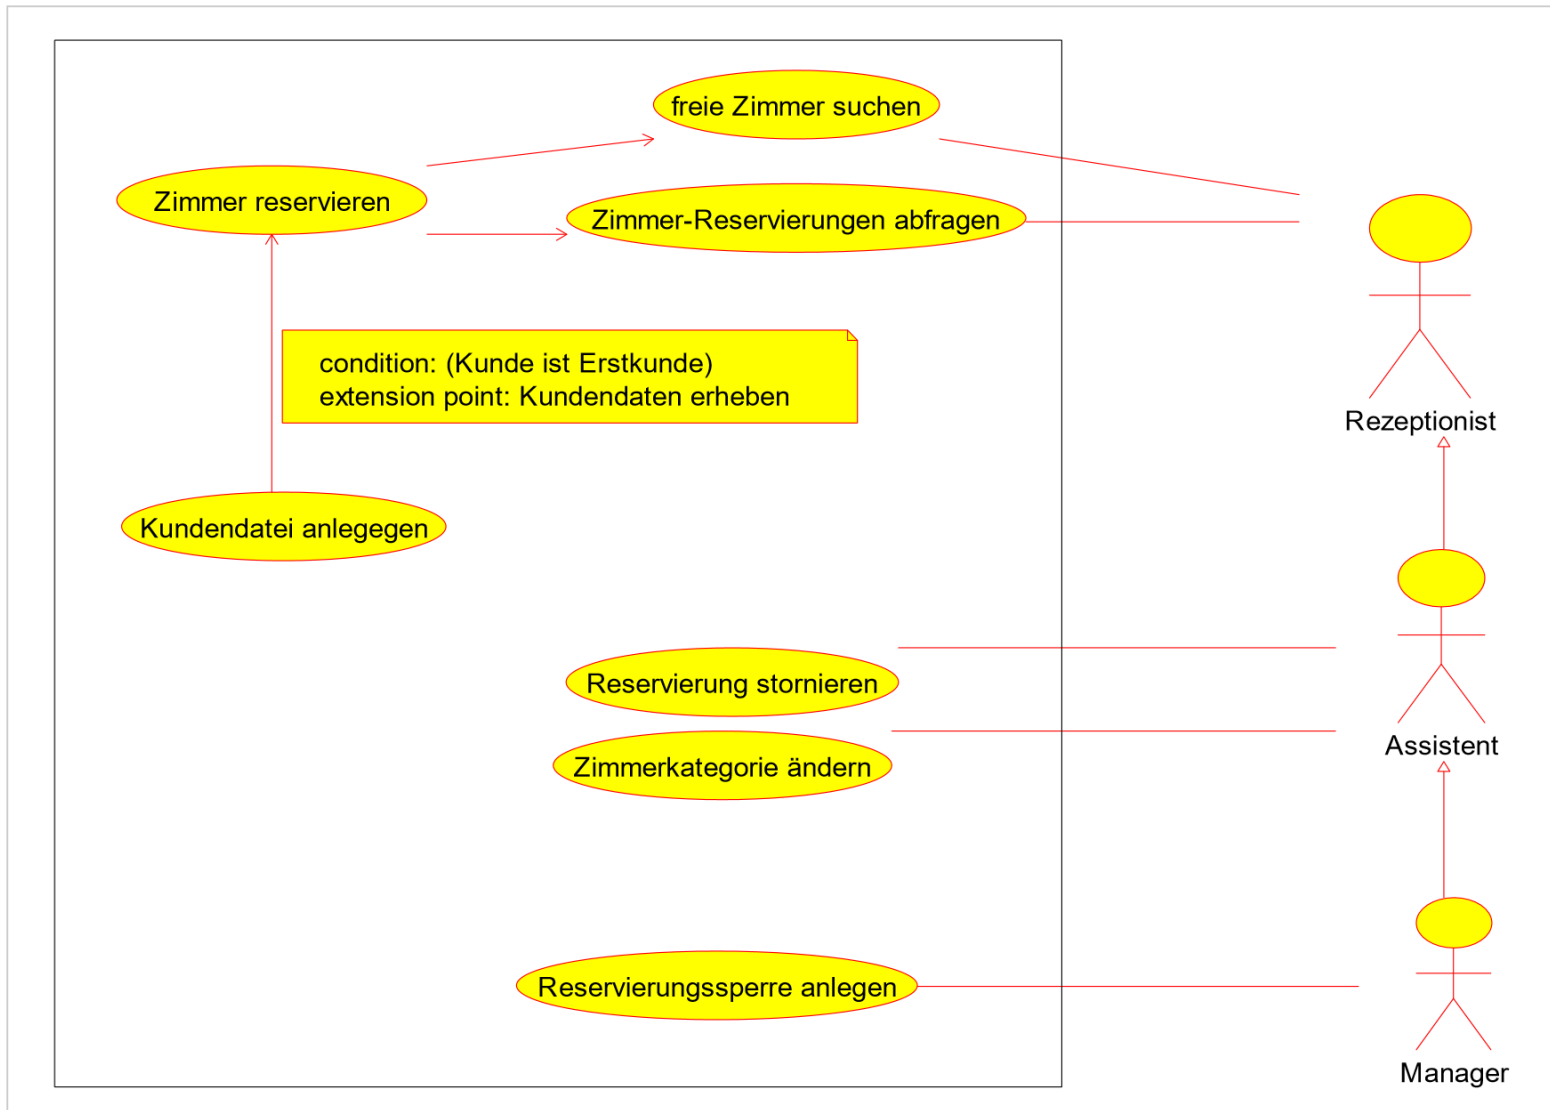 freie Zimmer suchen
Zimmer reservieren
Zimmer-Reservierungen abfragen
condition: (Kunde ist Erstkunde)
extension point: Kundendaten erheben
Rezeptionist
Kundendatei anlegegen
Reservierung stornieren
Zimmerkategorie ändern
Assistent
Reservierungssperre anlegen
Manager